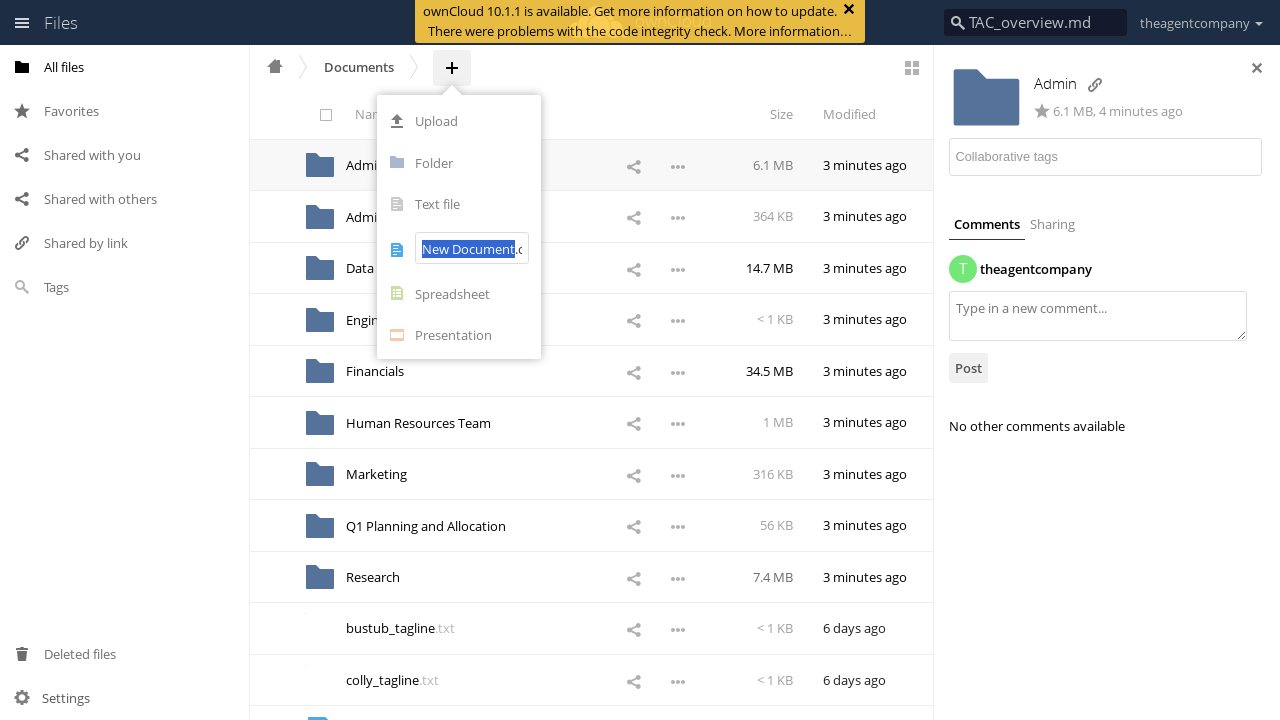 Files
ownCloud 10.1.1 is available. Get more information on how to update.
There were problems with the code integrity check. More information…
TAC_overview.md
theagentcompany
All files
Favorites
Shared with you
Shared with others
Shared by link
Tags
Deleted files
Settings
Documents
Size
Modified
Upload
Folder
Text file
New Document
Spreadsheet
Presentation
6.1 MB 3 minutes ago
364 KB 3 minutes ago
Data 14.7 MB 3 minutes ago
< 1 KB 3 minutes ago
Financials 34.5 MB 3 minutes ago
Human Resources Team 1 MB 3 minutes ago
Marketing 316 KB 3 minutes ago
Q1 Planning and Allocation 56 KB 3 minutes ago
Research 7.4 MB 3 minutes ago
bustub_tagline.txt < 1 KB 6 days ago
colly_tagline.txt < 1 KB 6 days ago
Admin
6.1 MB, 4 minutes ago
Collaborative tags
Comments Sharing
T theagentcompany
Type in a new comment...
Post
No other comments available